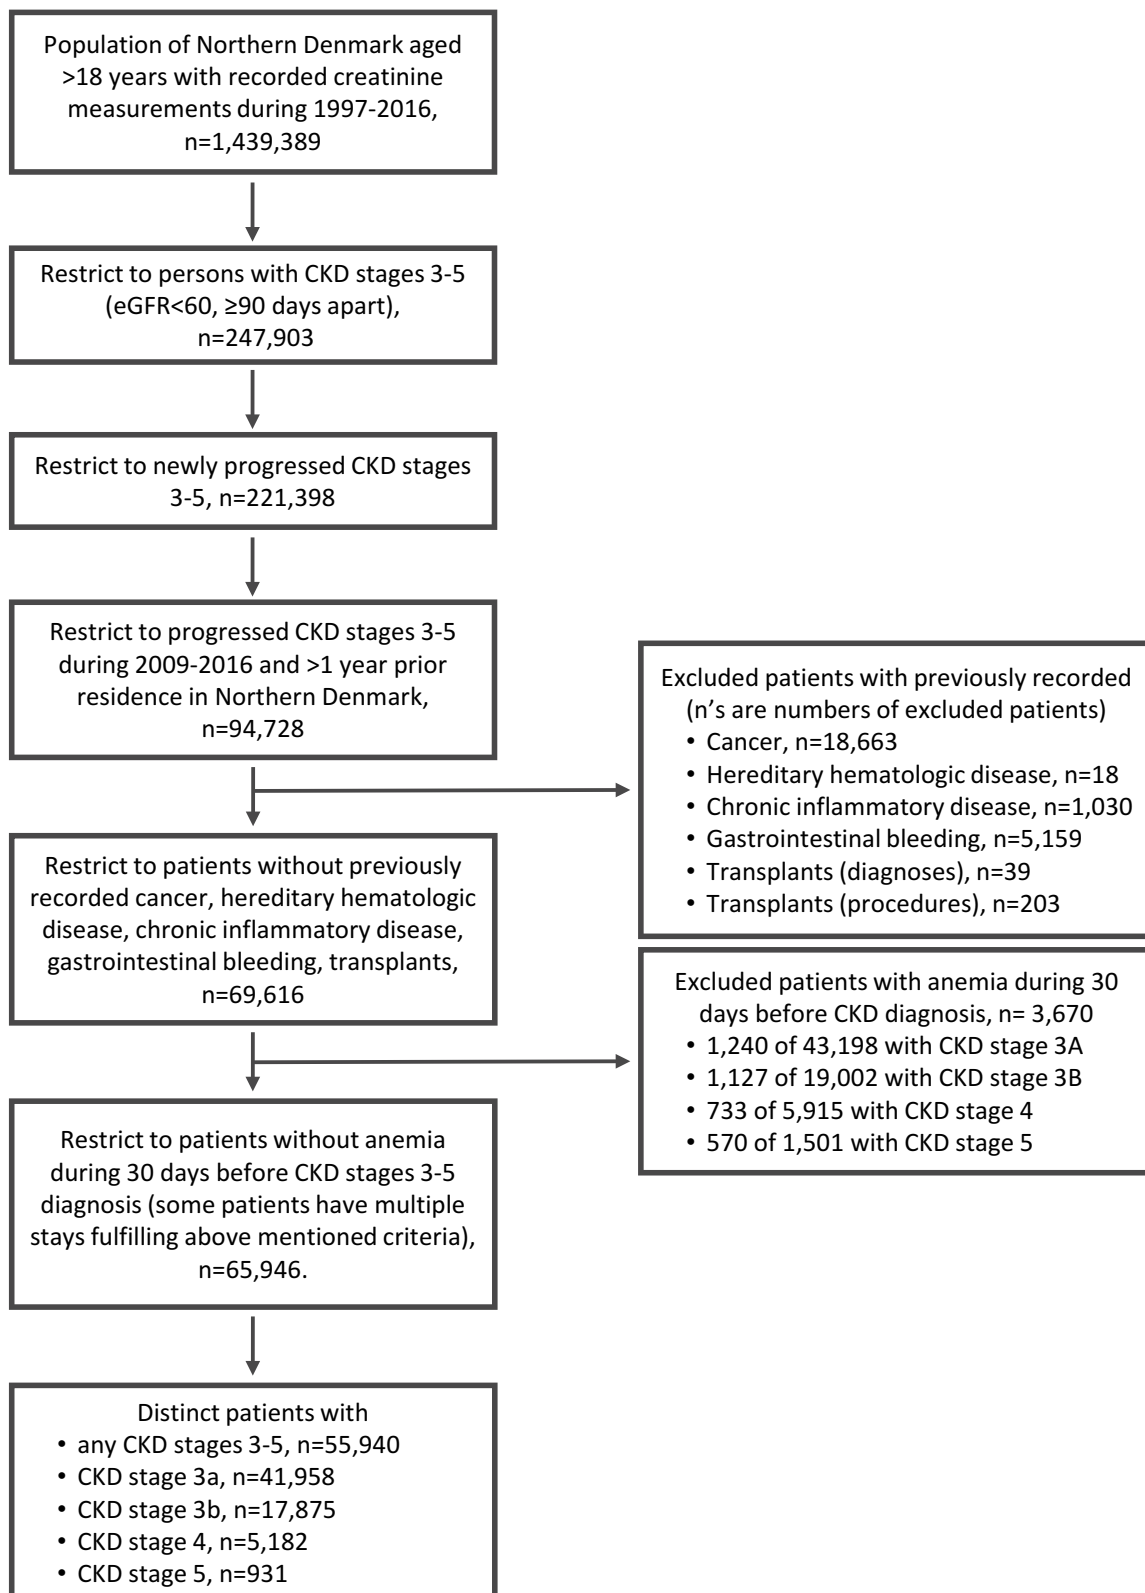 Population of Northern Denmark aged
>18 years with recorded creatinine
measurements during 1997-2016,
n=1,439,389
Restrict to persons with CKD stages 3-5
(eGFR<60, ≥90 days apart),
n=247,903
Restrict to newly progressed CKD stages
3-5, n=221,398
Restrict to progressed CKD stages 3-5
during 2009-2016 and >1 year prior
residence in Northern Denmark,
n=94,728
Excluded patients with previously recorded
(n’s are numbers of excluded patients)
• Cancer, n=18,663
• Hereditary hematologic disease, n=18
• Chronic inflammatory disease, n=1,030
• Gastrointestinal bleeding, n=5,159
• Transplants (diagnoses), n=39
• Transplants (procedures), n=203
Restrict to patients without previously
recorded cancer, hereditary hematologic
disease, chronic inflammatory disease,
gastrointestinal bleeding, transplants,
n=69,616
Excluded patients with anemia during 30
days before CKD diagnosis, n= 3,670
• 1,240 of 43,198 with CKD stage 3A
• 1,127 of 19,002 with CKD stage 3B
• 733 of 5,915 with CKD stage 4
• 570 of 1,501 with CKD stage 5
Restrict to patients without anemia
during 30 days before CKD stages 3-5
diagnosis (some patients have multiple
stays fulfilling above mentioned criteria),
n=65,946.
Distinct patients with
• any CKD stages 3-5, n=55,940
• CKD stage 3a, n=41,958
• CKD stage 3b, n=17,875
• CKD stage 4, n=5,182
• CKD stage 5, n=931